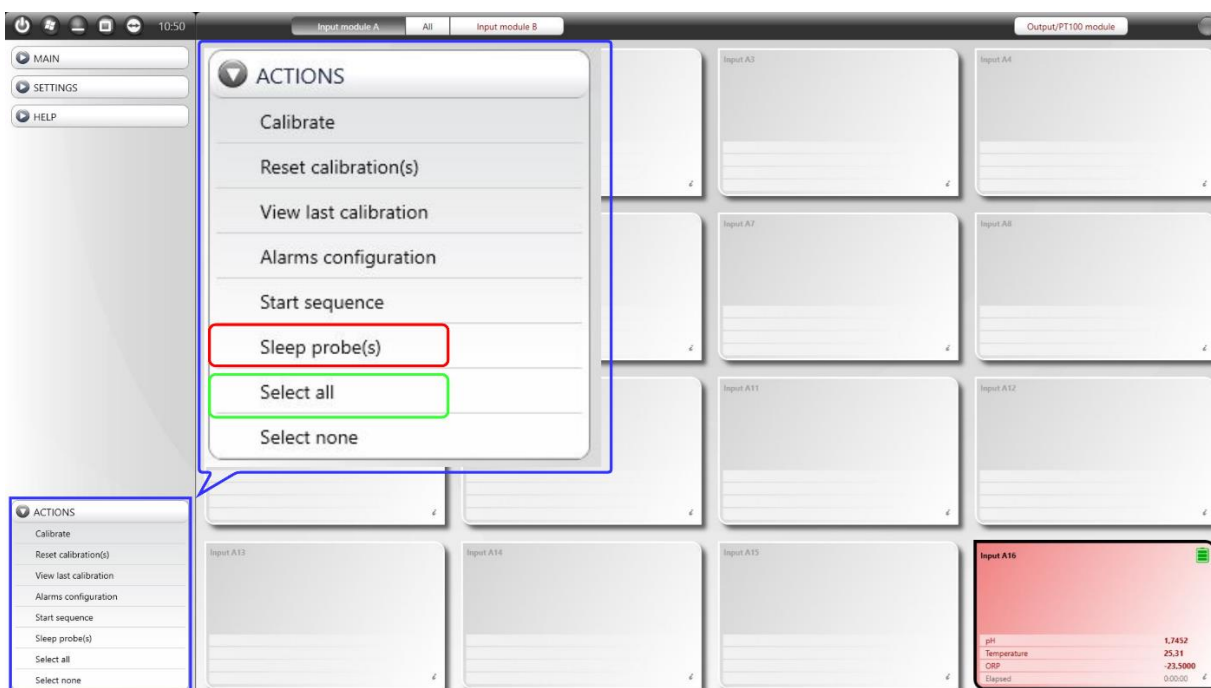 10:50
Input module A
All
Input module B
Output/PT100 module
MAIN
SETTINGS
HELP
ACTIONS
Calibrate
Reset calibration(s)
View last calibration
Alarms configuration
Start sequence
Sleep probe(s)
Select all
Select none
Input A3
Input A4
Input A7
Input A8
Input A11
Input A12
ACTIONS
Calibrate
Reset calibration(s)
View last calibration
Alarms configuration
Start sequence
Sleep probe(s)
Select all
Select none
Input A13
Input A14
Input A15
Input A16
pH 1,7452
Temperature 25,31
ORP -23,5000
Elapsed 0:00:00